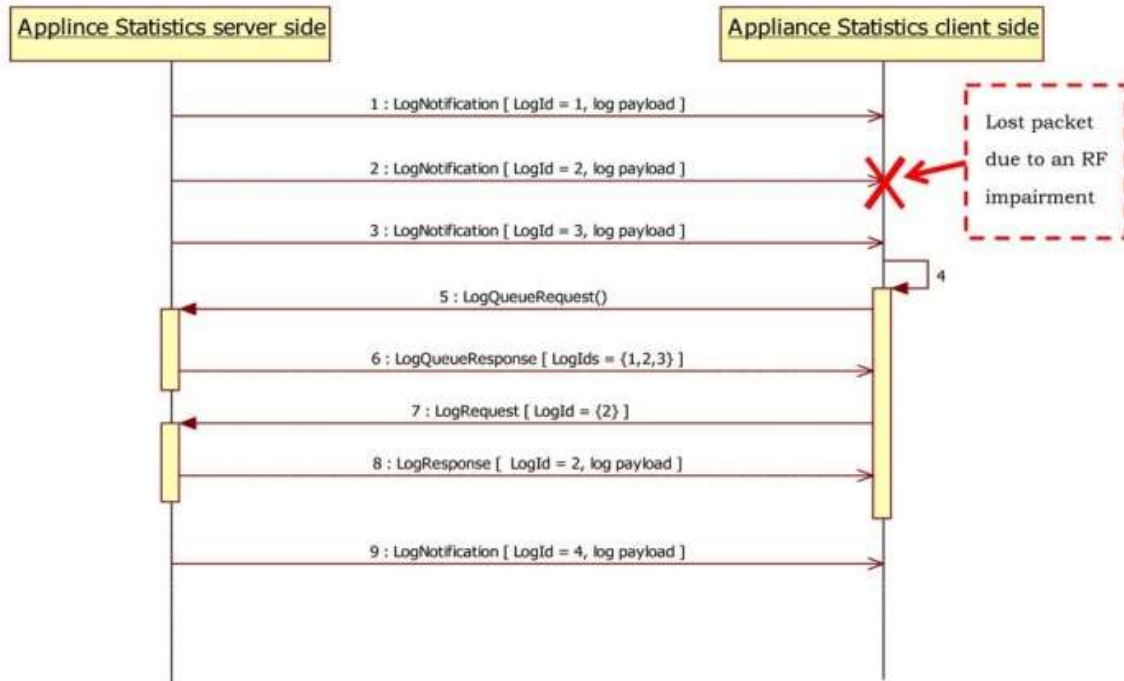 Applince Statistics server side
Appliance Statistics client side
1 : LogNotification [ LogId = 1, log payload ]
Lost packet
due to an RF
impairment
2 : LogNotification [ LogId = 2, log payload ]
3 : LogNotification [ LogId = 3, log payload ]
4
5 : LogQueueRequest()
6 : LogQueueResponse [ LogIds = {1,2,3} ]
7 : LogRequest [ LogId = {2} ]
8 : LogResponse [ LogId = 2, log payload ]
9 : LogNotification [ LogId = 4, log payload ]